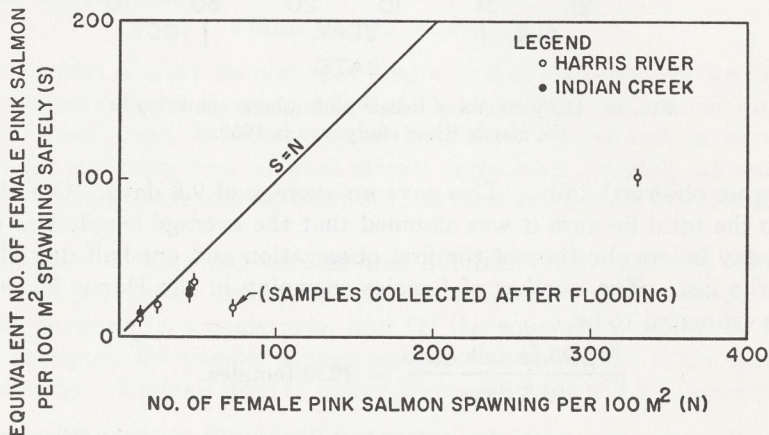 EQUIVALENT NO. OF FEMALE PINK SALMON
PER 100 M² SPAWNING SAFELY (S)
200
100
0
LEGEND
HARRIS RIVER
INDIAN CREEK
S=N
(SAMPLES COLLECTED AFTER FLOODING)
100
200
300
400
NO. OF FEMALE PINK SALMON SPAWNING PER 100 M² (N)